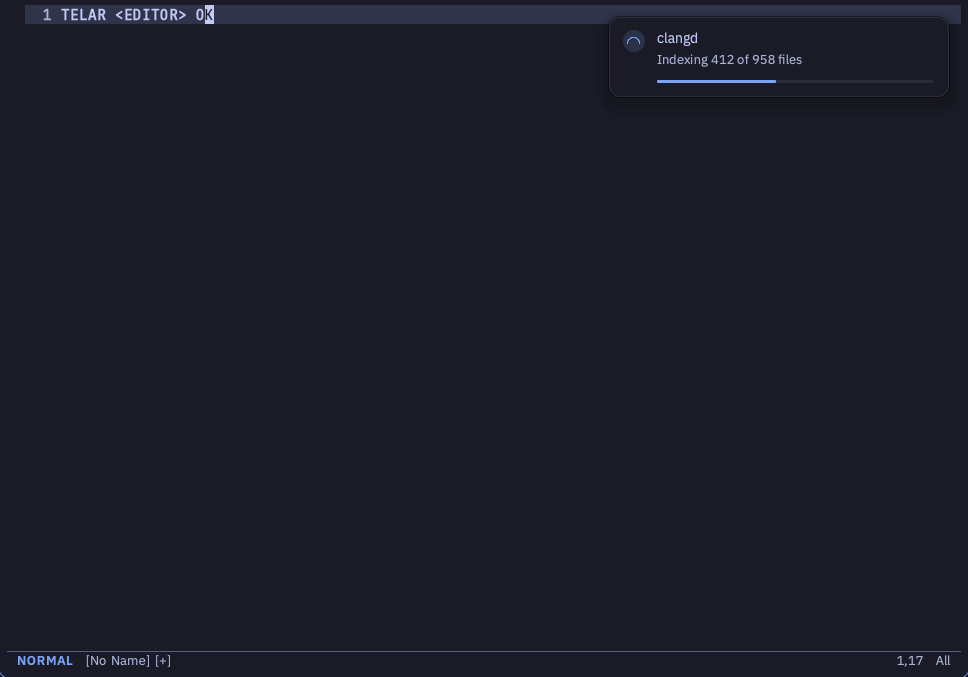 1 TELAR <EDITOR> OK
clangd
Indexing 412 of 958 files
NORMAL [No Name] [+] 1,17 All